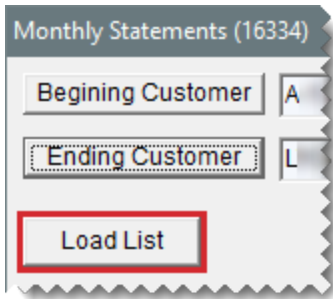 Monthly Statements (16334)
Begining Customer A
Ending Customer L
Load List